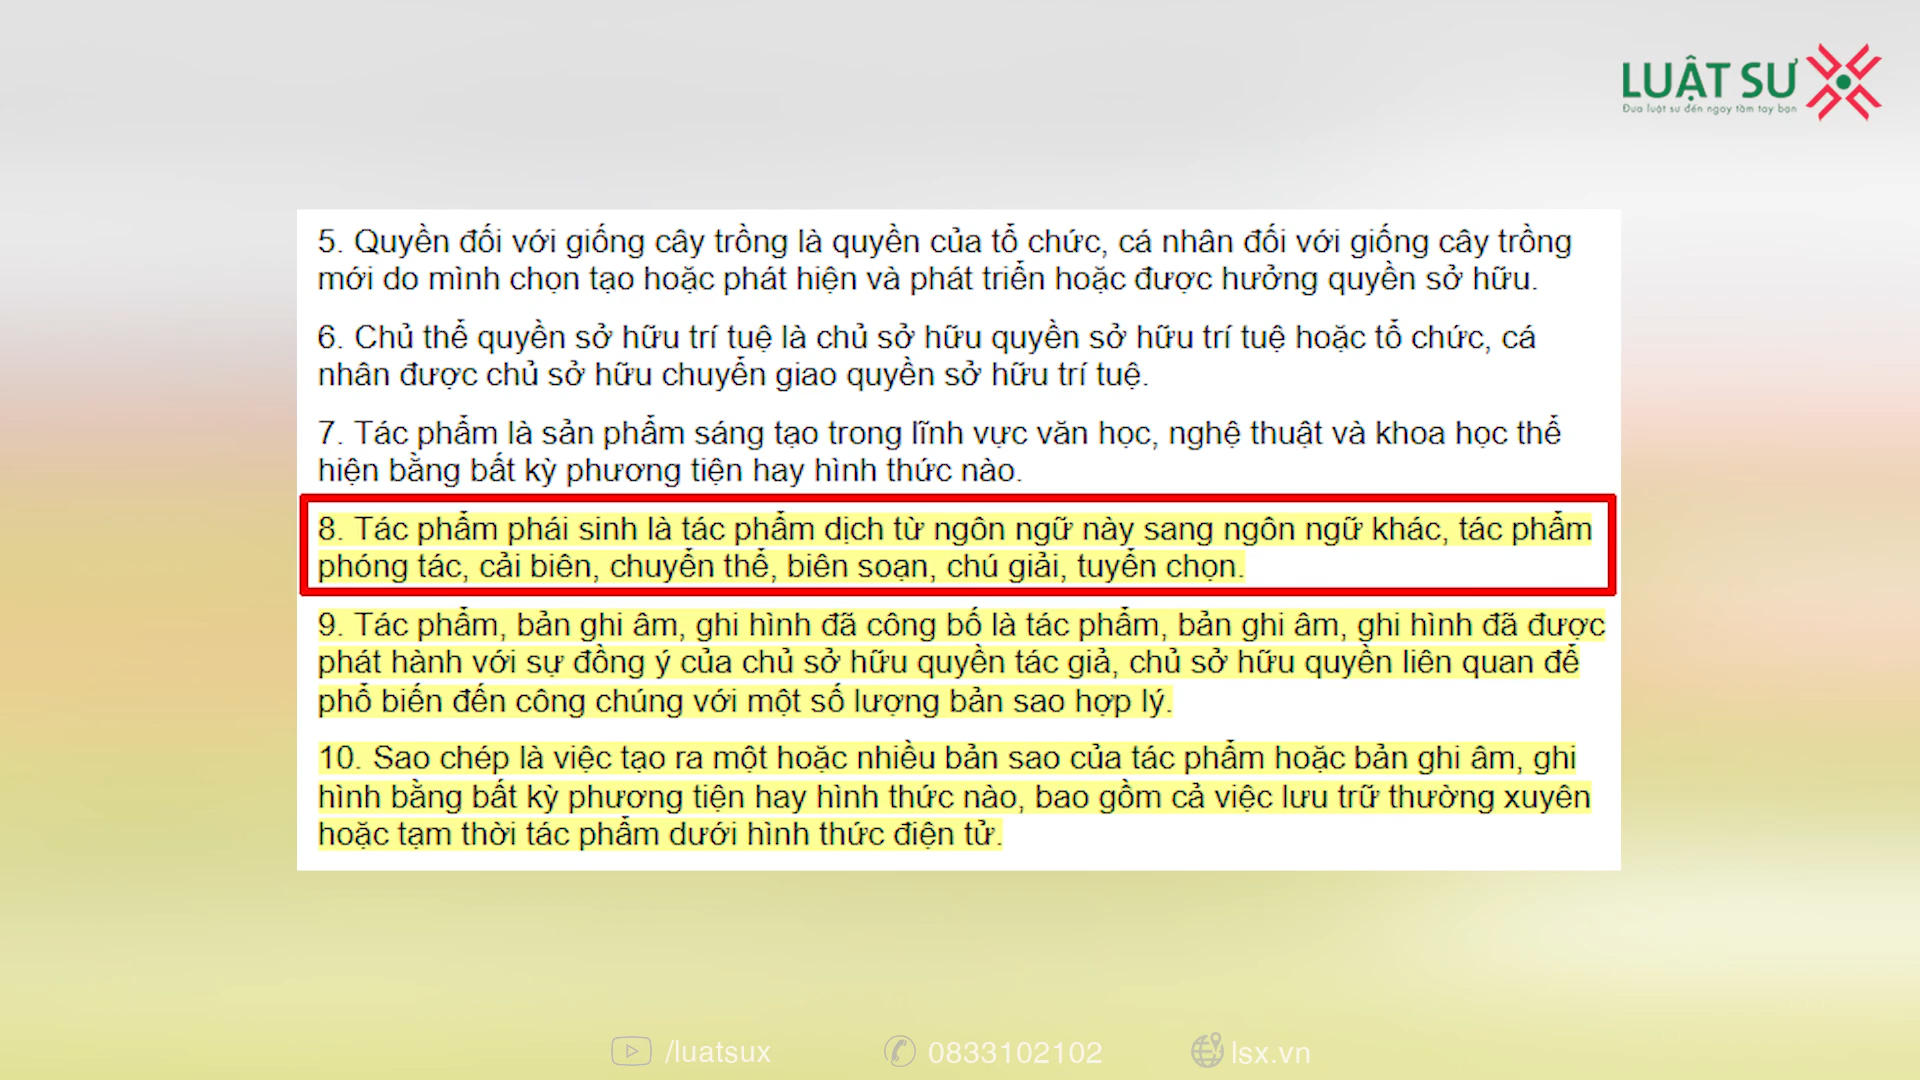 LUẬT SƯ
Đưa luật sư đến ngay tầm tay bạn
5. Quyền đối với giống cây trồng là quyền của tổ chức, cá nhân đối với giống cây trồng
mới do mình chọn tạo hoặc phát hiện và phát triển hoặc được hưởng quyền sở hữu.
6. Chủ thể quyền sở hữu trí tuệ là chủ sở hữu quyền sở hữu trí tuệ hoặc tổ chức, cá
nhân được chủ sở hữu chuyển giao quyền sở hữu trí tuệ.
7. Tác phẩm là sản phẩm sáng tạo trong lĩnh vực văn học, nghệ thuật và khoa học thể
hiện bằng bất kỳ phương tiện hay hình thức nào.
8. Tác phẩm phái sinh là tác phẩm dịch từ ngôn ngữ này sang ngôn ngữ khác, tác phẩm
phóng tác, cải biên, chuyển thể, biên soạn, chú giải, tuyển chọn.
9. Tác phẩm, bản ghi âm, ghi hình đã công bố là tác phẩm, bản ghi âm, ghi hình đã được
phát hành với sự đồng ý của chủ sở hữu quyền tác giả, chủ sở hữu quyền liên quan để
phổ biến đến công chúng với một số lượng bản sao hợp lý.
10. Sao chép là việc tạo ra một hoặc nhiều bản sao của tác phẩm hoặc bản ghi âm, ghi
hình bằng bất kỳ phương tiện hay hình thức nào, bao gồm cả việc lưu trữ thường xuyên
hoặc tạm thời tác phẩm dưới hình thức điện tử.
/luatsux
0833102102
lsx.vn